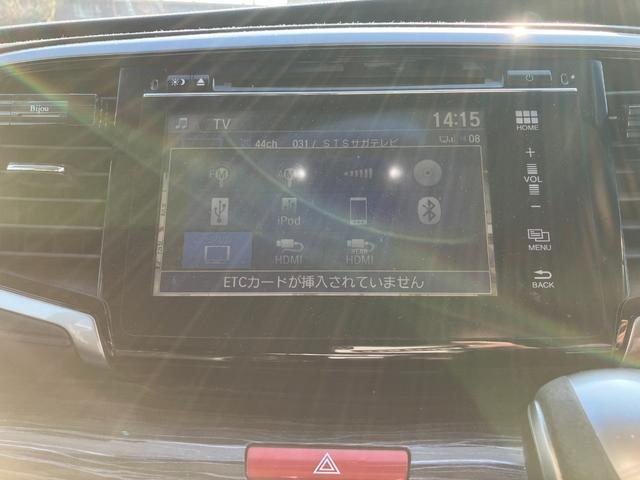 Bijou
TV
14:15
44ch 031/ STSサガテレビ
08
FM
AM
iPod
HDMI
HDMI
ETCカードが挿入されていません
HOME
+
VOL
-
MENU
BACK